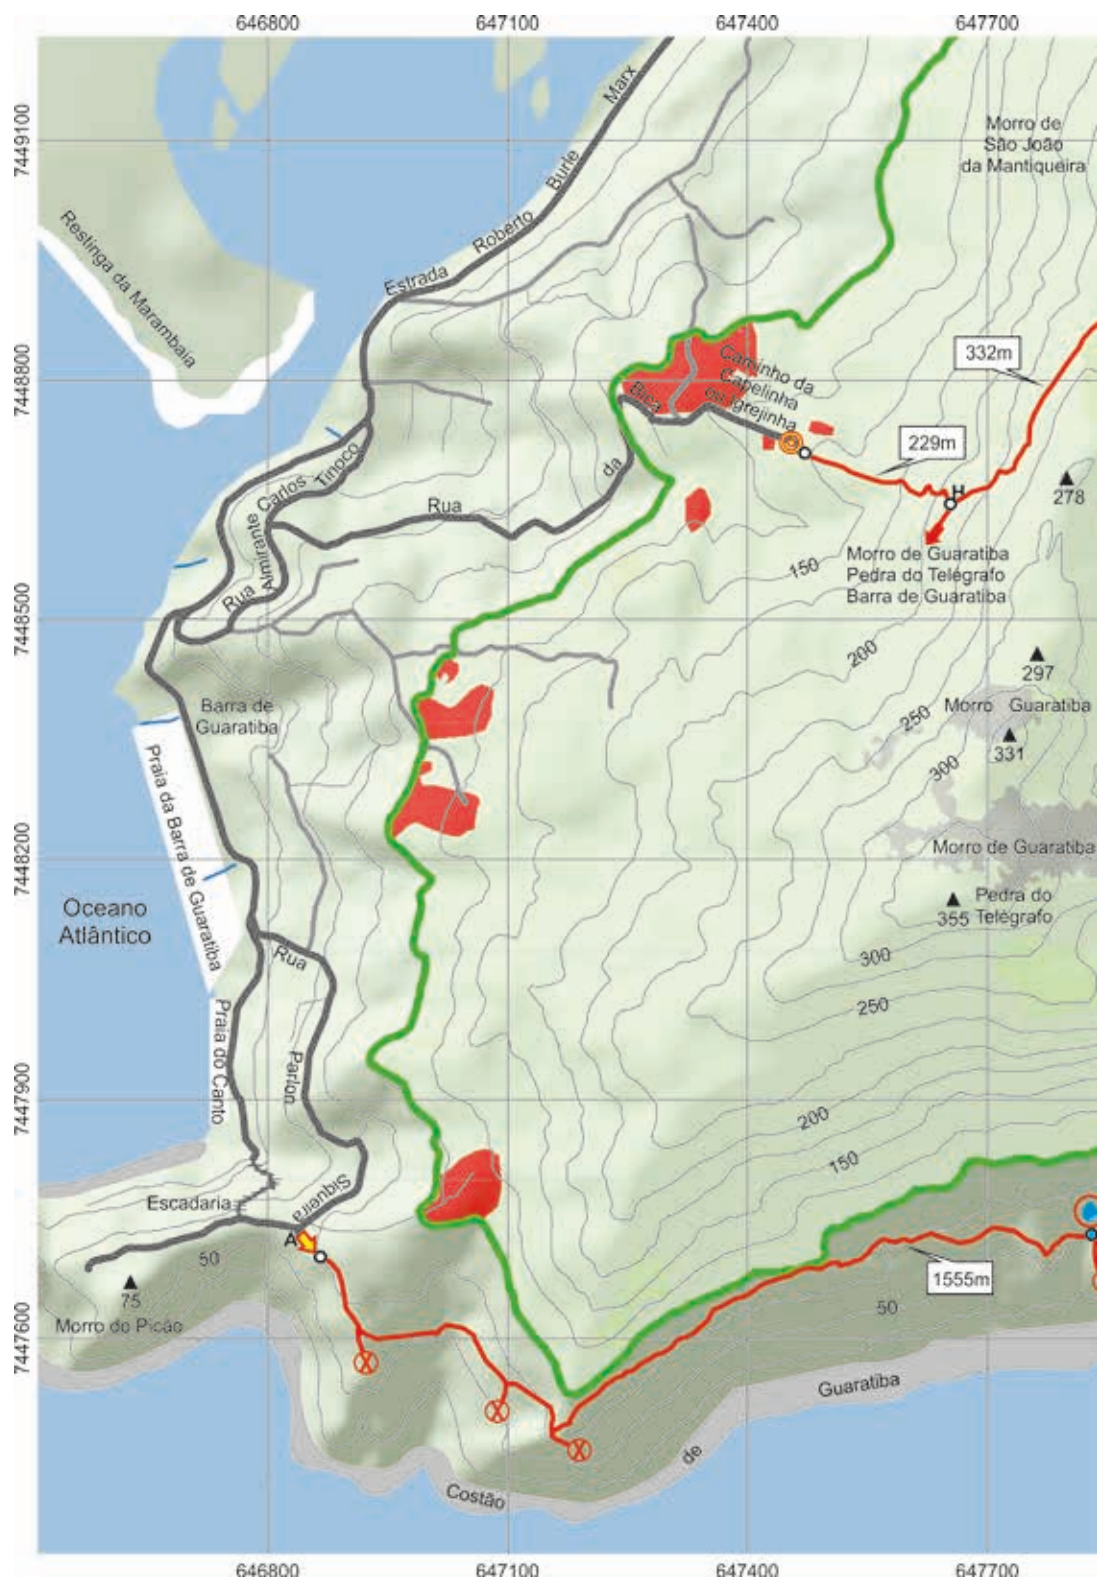 646800
647100
647400
647700
7449100
7448800
7448500
7448200
7447900
7447600
Restinga da Marambaia
Estrada Roberto Burle Marx
Morro de
São João
da Mantiqueira
332m
Caminho da
Capelinha
ou Igrejinha
229m
H
278
Rua da Bica
Carlos Tinoco
Rua Almirante
Morro de Guaratiba
Pedra do Telégrafo
Barra de Guaratiba
150
200
250
300
297
Morro Guaratiba
331
Morro de Guaratiba
Pedra do
Telégrafo
355
300
250
200
150
Barra de
Guaratiba
Praia da Barra de Guaratiba
Oceano
Atlântico
Praia do Canto
Rua Parlon Siqueira
Escadaria
A
50
75
Morro do Picão
1555m
50
Costão de Guaratiba
646800
647100
647400
647700